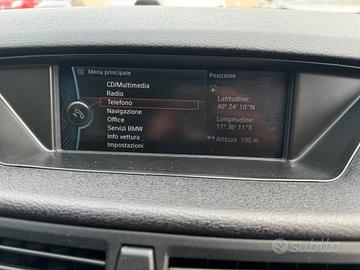 Menu principale
CD/Multimedia
Radio
Telefono
Navigazione
Office
Servizi BMW
Info vettura
Impostazioni
Posizione
Latitudine:
40° 24' 10"N
Longitudine:
17° 36' 11"E
Altezza 100 m
subito